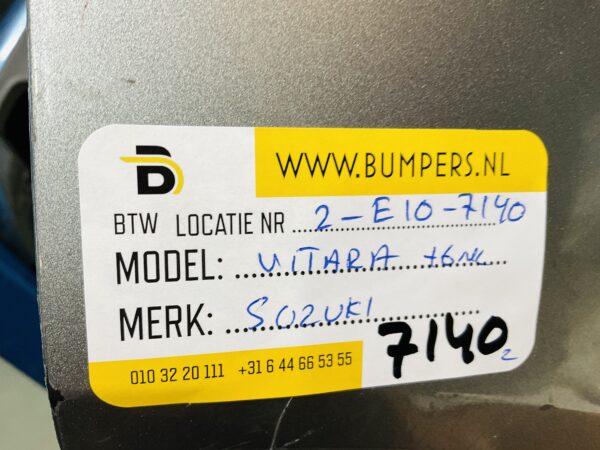 WWW.BUMPERS.NL
BTW LOCATIE NR 2-E10-7140
MODEL: VITARA
MERK: SUZUKI
7140 2
010 32 20 111 +31 6 44 66 53 55